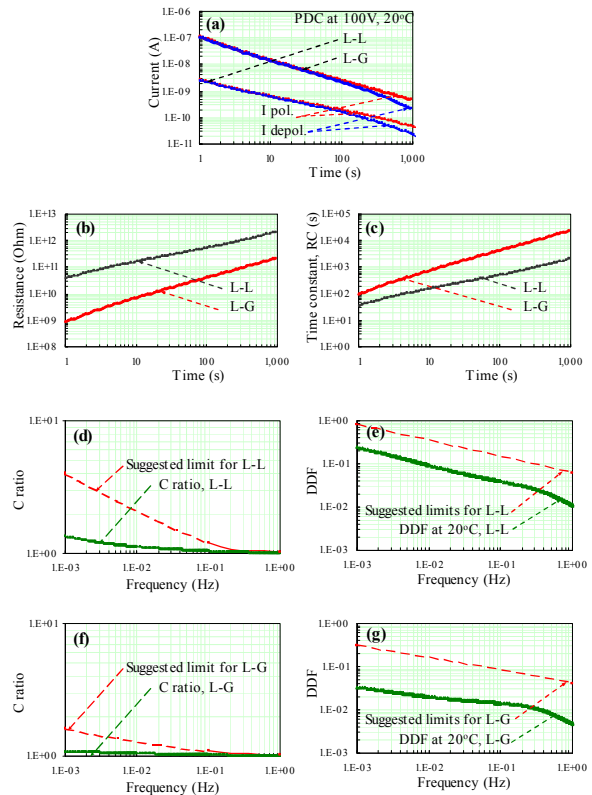 (a)
PDC at 100V, 20°C
L-L
L-G
I pol.
I depol.
Current (A)
1.E-06
1.E-07
1.E-08
1.E-09
1.E-10
1.E-11
1
10
100
1,000
Time (s)
(b)
Resistance (Ohm)
1.E+13
1.E+12
1.E+11
1.E+10
1.E+09
1.E+08
L-L
L-G
1
10
100
1,000
Time (s)
(c)
Time constant, RC (s)
1.E+05
1.E+04
1.E+03
1.E+02
1.E+01
1.E+00
L-L
L-G
1
10
100
1,000
Time (s)
(d)
C ratio
1.E+01
1.E+00
Suggested limit for L-L
C ratio, L-L
1.E-03
1.E-02
1.E-01
1.E+00
Frequency (Hz)
(e)
DDF
1.E+00
1.E-01
1.E-02
1.E-03
Suggested limits for L-L
DDF at 20°C, L-L
1.E-03
1.E-02
1.E-01
1.E+00
Frequency (Hz)
(f)
C ratio
1.E+01
1.E+00
Suggested limit for L-G
C ratio, L-G
1.E-03
1.E-02
1.E-01
1.E+00
Frequency (Hz)
(g)
DDF
1.E+00
1.E-01
1.E-02
1.E-03
Suggested limits for L-G
DDF at 20°C, L-G
1.E-03
1.E-02
1.E-01
1.E+00
Frequency (Hz)